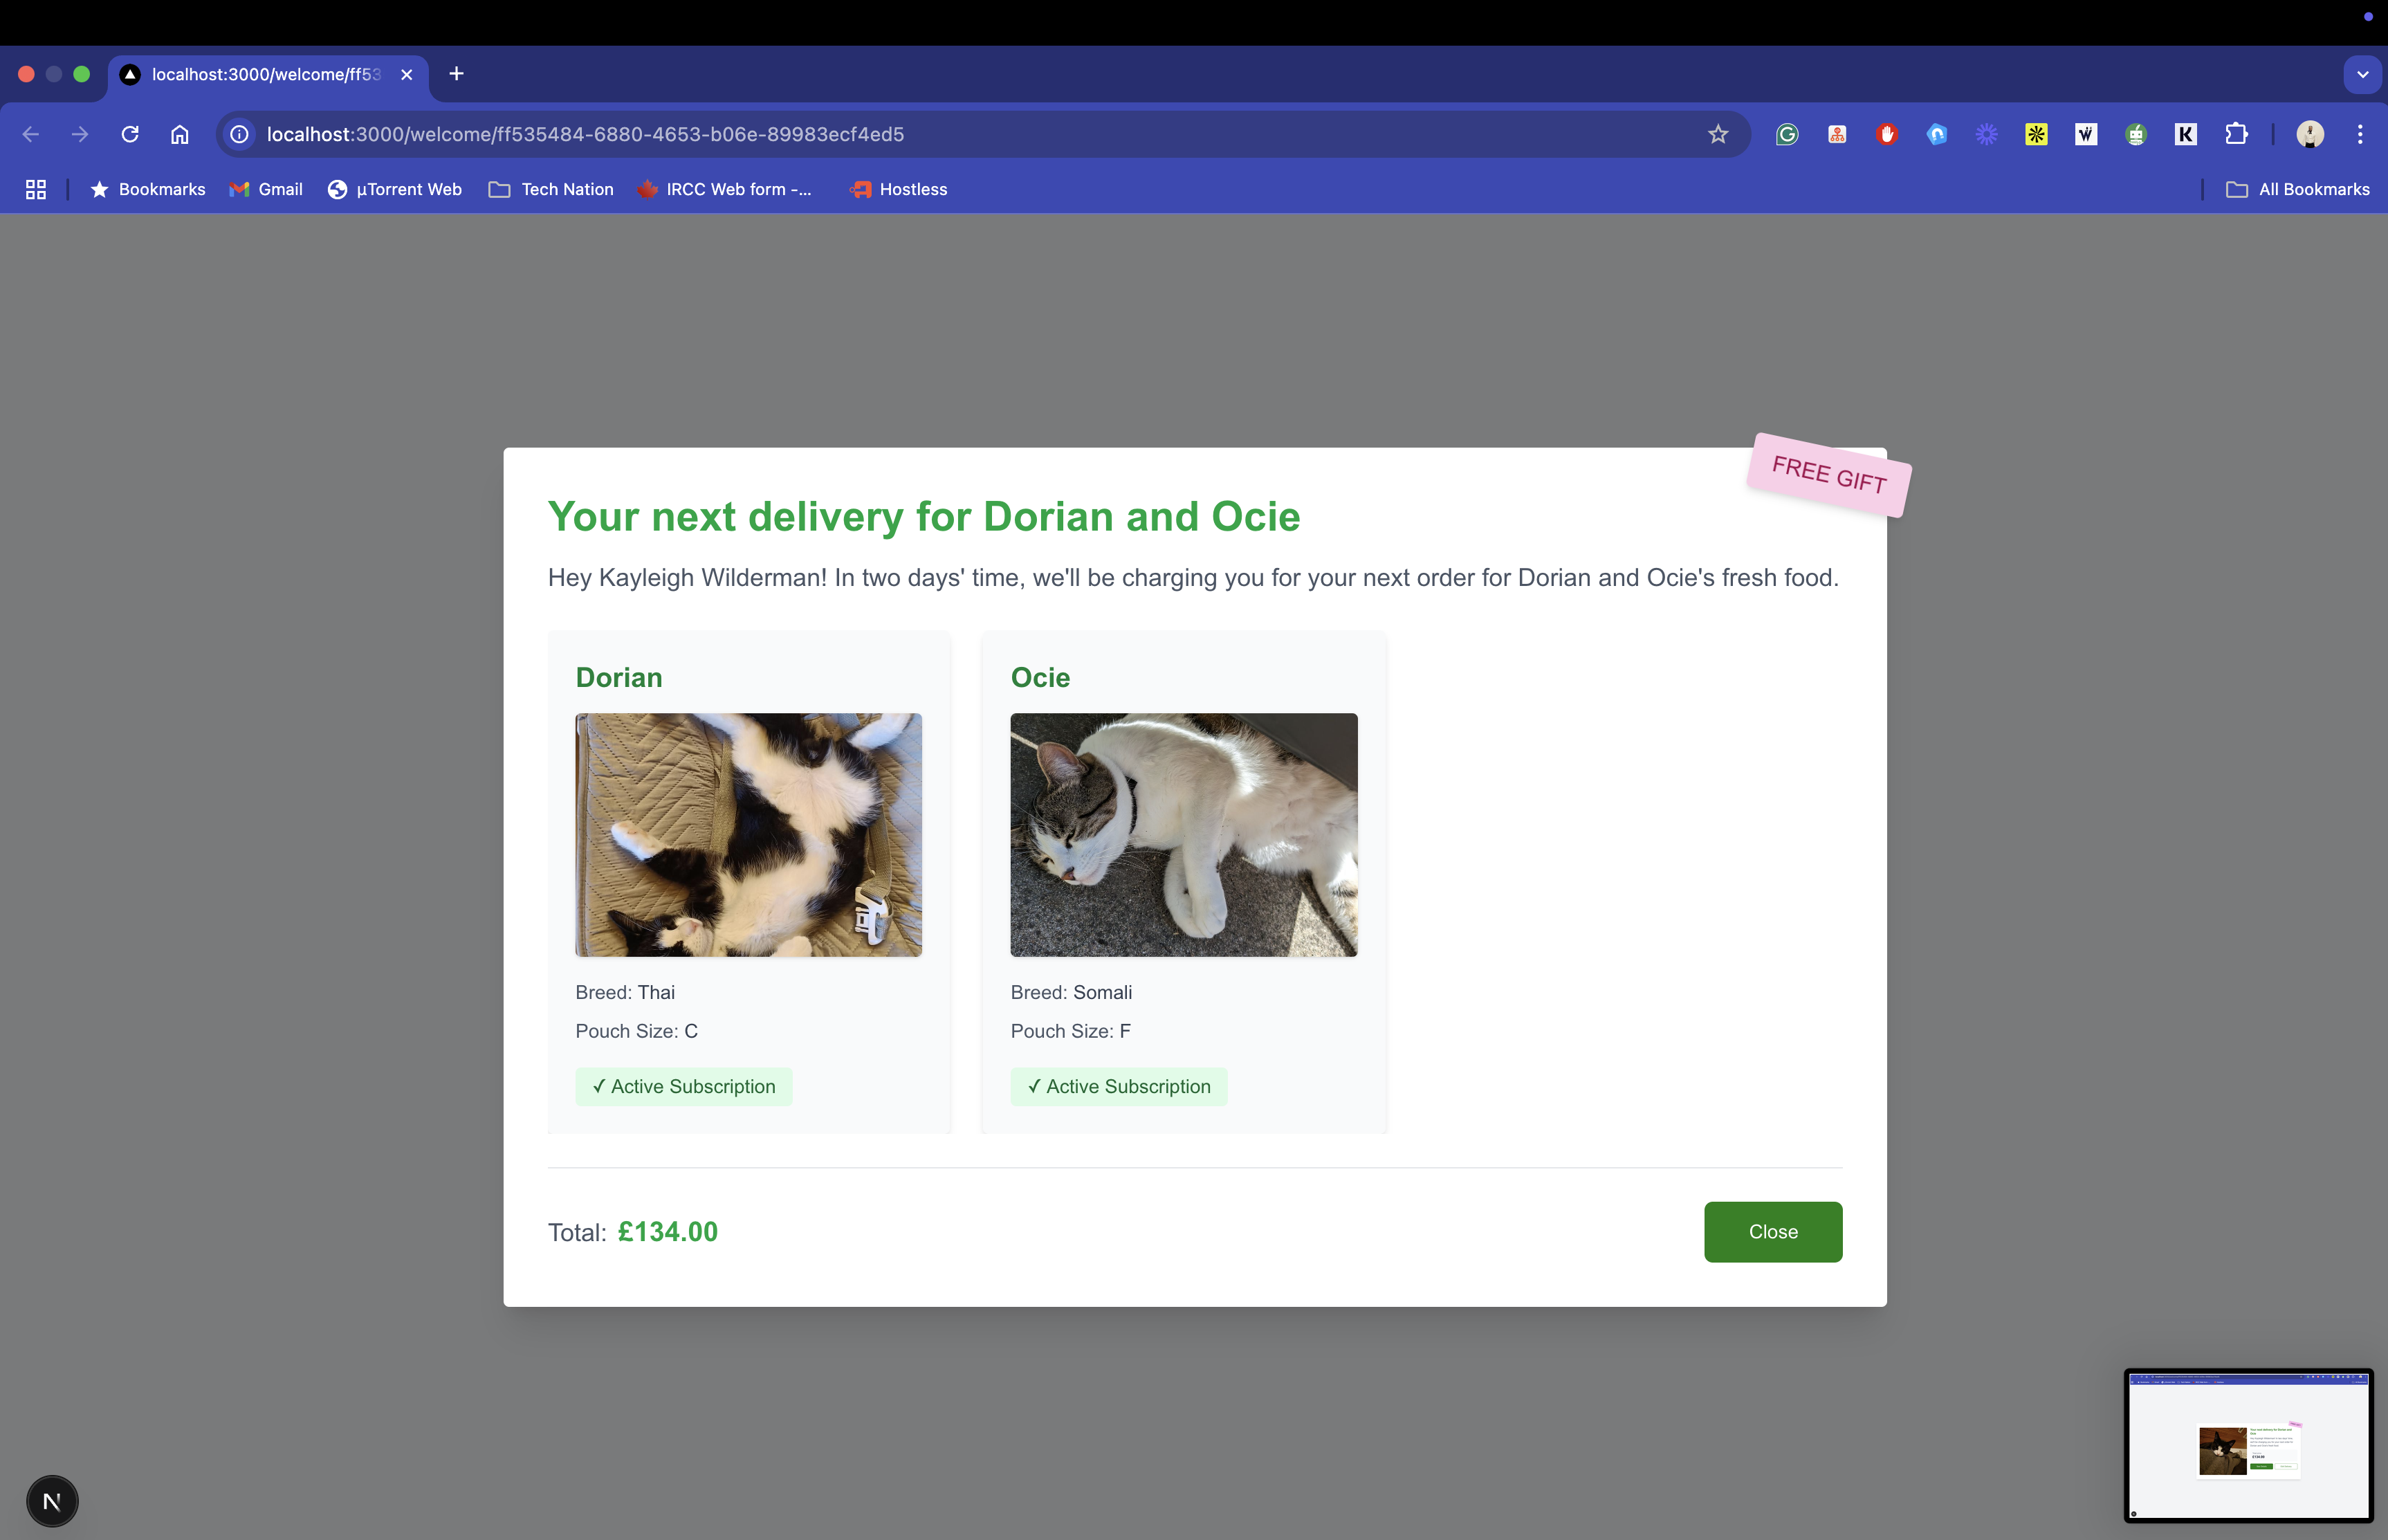 localhost:3000/welcome/ff53
localhost:3000/welcome/ff535484-6880-4653-b06e-89983ecf4ed5
Bookmarks
Gmail
µTorrent Web
Tech Nation
IRCC Web form -...
Hostless
All Bookmarks
FREE GIFT
Your next delivery for Dorian and Ocie
Hey Kayleigh Wilderman! In two days' time, we'll be charging you for your next order for Dorian and Ocie's fresh food.
Dorian
Breed: Thai
Pouch Size: C
✓ Active Subscription
Ocie
Breed: Somali
Pouch Size: F
✓ Active Subscription
Total: £134.00
Close
N